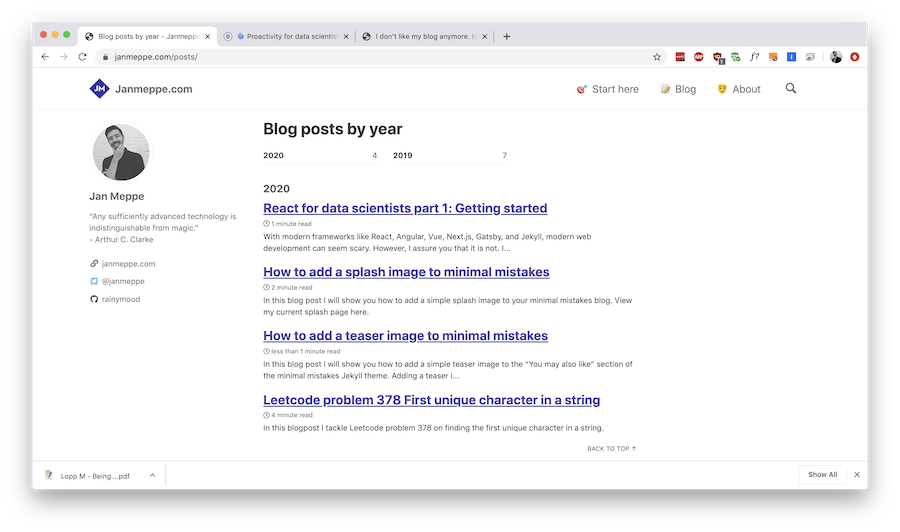 Blog posts by year - Janmeppe
Proactivity for data scientis
I don't like my blog anymore. H
janmeppe.com/posts/
f?
JM
Janmeppe.com
Start here
Blog
About
Jan Meppe
"Any sufficiently advanced technology is
indistinguishable from magic."
- Arthur C. Clarke
janmeppe.com
@janmeppe
rainymood
Blog posts by year
2020 4 2019 7
2020
React for data scientists part 1: Getting started
1 minute read
With modern frameworks like React, Angular, Vue, Next.js, Gatsby, and Jekyll, modern web
development can seem scary. However, I assure you that it is not. I...
How to add a splash image to minimal mistakes
2 minute read
In this blog post I will show you how to add a simple splash image to your minimal mistakes blog. View
my current splash page here.
How to add a teaser image to minimal mistakes
less than 1 minute read
In this blog post I will show you how to add a simple teaser image to the "You may also like" section of
the minimal mistakes Jekyll theme. Adding a teaser i...
Leetcode problem 378 First unique character in a string
4 minute read
In this blogpost I tackle Leetcode problem 378 on finding the first unique character in a string.
BACK TO TOP ↑
Lopp M - Being....pdf
Show All